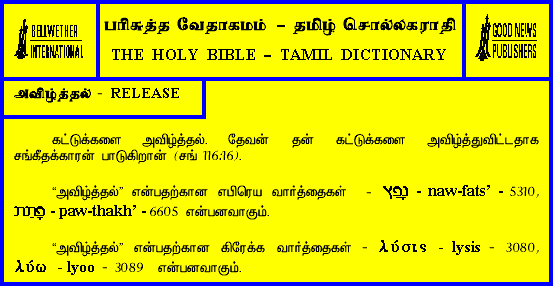 BELLWETHER
INTERNATIONAL
பரிசுத்த வேதாகமம் – தமிழ் சொல்லகராதி
THE HOLY BIBLE – TAMIL DICTIONARY
GOOD NEWS
PUBLISHERS
அவிழ்த்தல் - RELEASE
கட்டுக்களை அவிழ்த்தல். தேவன் தன் கட்டுக்களை அவிழ்த்துவிட்டதாக
சங்கீதக்காரன் பாடுகிறான் (சங் 116:16).
“அவிழ்த்தல்” என்பதற்கான எபிரெய வார்த்தைகள் - נָפַץ - naw-fats’ - 5310,
פָּתַח - paw-thakh’ - 6605 என்பனவாகும்.
“அவிழ்த்தல்” என்பதற்கான கிரேக்க வார்த்தைகள் - λύσις - lysis - 3080,
λύω - lyoo - 3089 என்பனவாகும்.